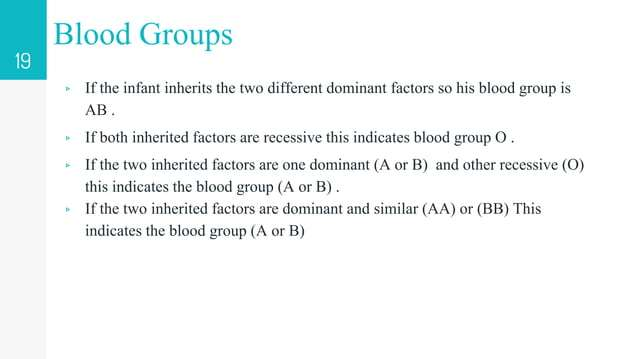 Blood Groups
19
▹ If the infant inherits the two different dominant factors so his blood group is
AB .
▹ If both inherited factors are recessive this indicates blood group O .
▹ If the two inherited factors are one dominant (A or B)  and other recessive (O)
this indicates the blood group (A or B) .
▹ If the two inherited factors are dominant and similar (AA) or (BB) This
indicates the blood group (A or B)